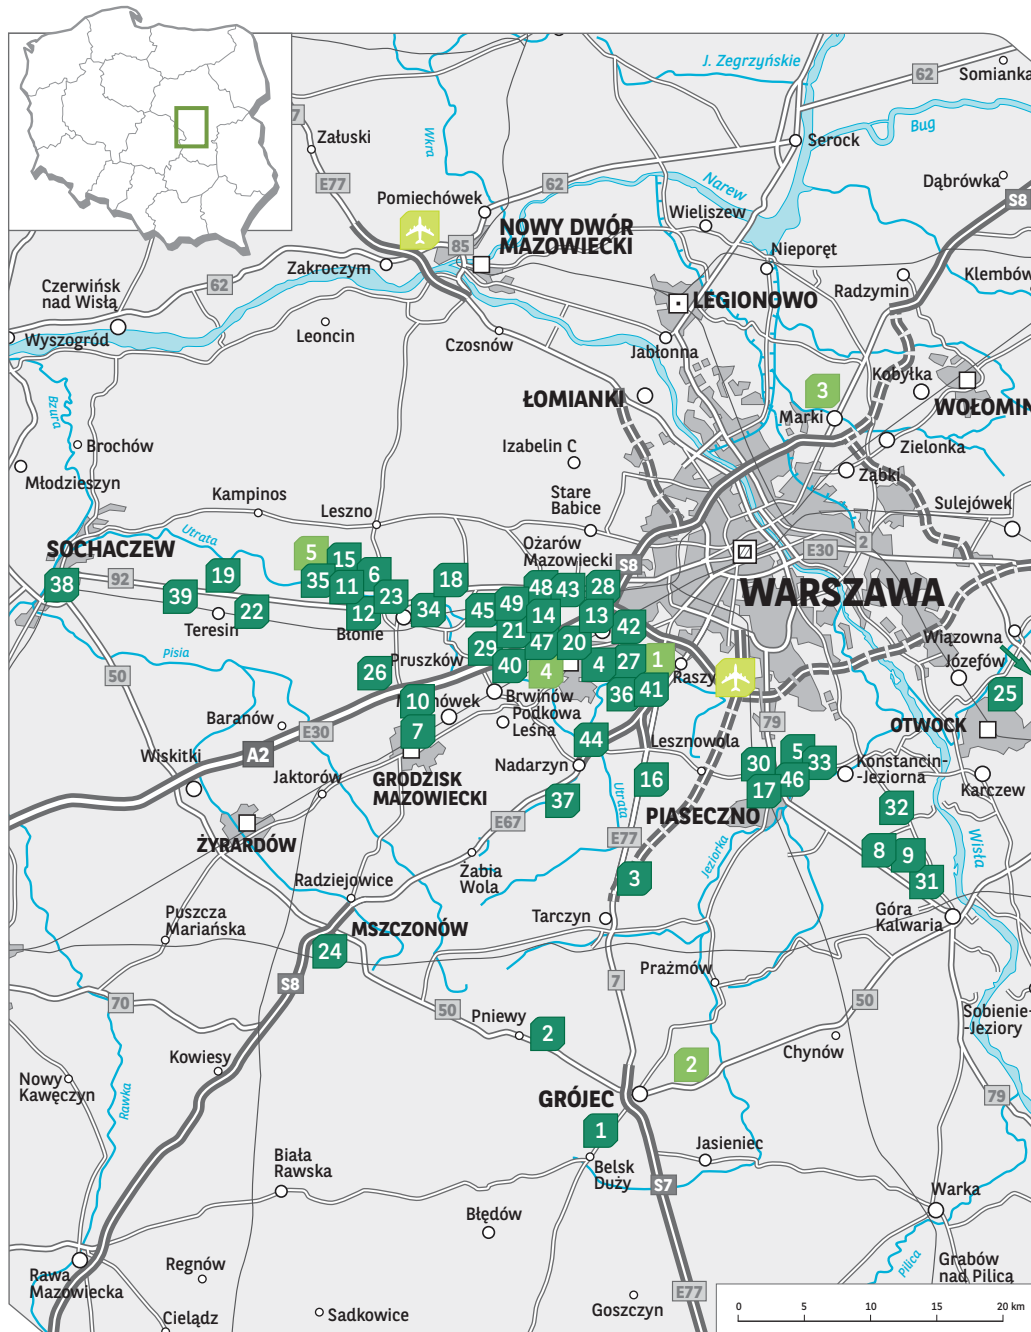 J. Zegrzyńskie
62
Somianka
7
Załuski
Wkra
Bug
Serock
E77
62
Narew
Dąbrówka
S8
Pomiechówek
Wieliszew
NOWY DWÓR
MAZOWIECKI
85
Nieporęt
Zakroczym
Klembów
Czerwińsk
nad Wisłą
62
Radzymin
LEGIONOWO
Leoncin
Wyszogród
Czosnów
Jabłonna
Kobyłka
3
ŁOMIANKI
WOŁOMIN
Bzura
Marki
Brochów
Izabelin C
Zielonka
Ząbki
Młodzieszyn
Kampinos
Stare
Babice
Leszno
Sulejówek
Utrata
Ożarów
Mazowiecki
SOCHACZEW
5
15
S8
E30
2
38
92
19
35
11
6
18
48
43
28
WARSZAWA
39
23
45
49
14
13
22
12
34
Teresin
Błonie
21
42
Wiązowna
Pisia
29
47
20
Józefów
Pruszków
40
4
4
27
1
Raszy
26
50
36
41
25
10
Brwinów
Podkowa
Leśna
Baranów
E30
7
79
OTWOCK
Wiskitki
A2
44
Lesznowola
5
Jaktorów
Nadarzyn
30
33
Konstancin-
-Jeziorna
GRODZISK
MAZOWIECKI
16
46
Karczew
37
Utrata
17
32
E67
PIASECZNO
ŻYRARDÓW
E77
Jeziorka
Wisła
8
9
Żabia
Wola
Radziejowice
3
31
Puszcza
Mariańska
Tarczyn
Góra
Kalwaria
MSZCZONÓW
24
Prażmów
S8
7
70
50
50
Sobienie-
-Jeziory
Pniewy
2
Chynów
Kowiesy
2
Nowy
Kawęczyn
Rawka
GRÓJEC
79
1
Jasieniec
Biała
Rawska
Belsk
Duży
S7
Warka
Błędów
Regnów
Pilica
Grabów
nad Pilicą
Rawa
Mazowiecka
E77
Goszczyn
Cielądz
Sadkowice
0
5
10
15
20 km